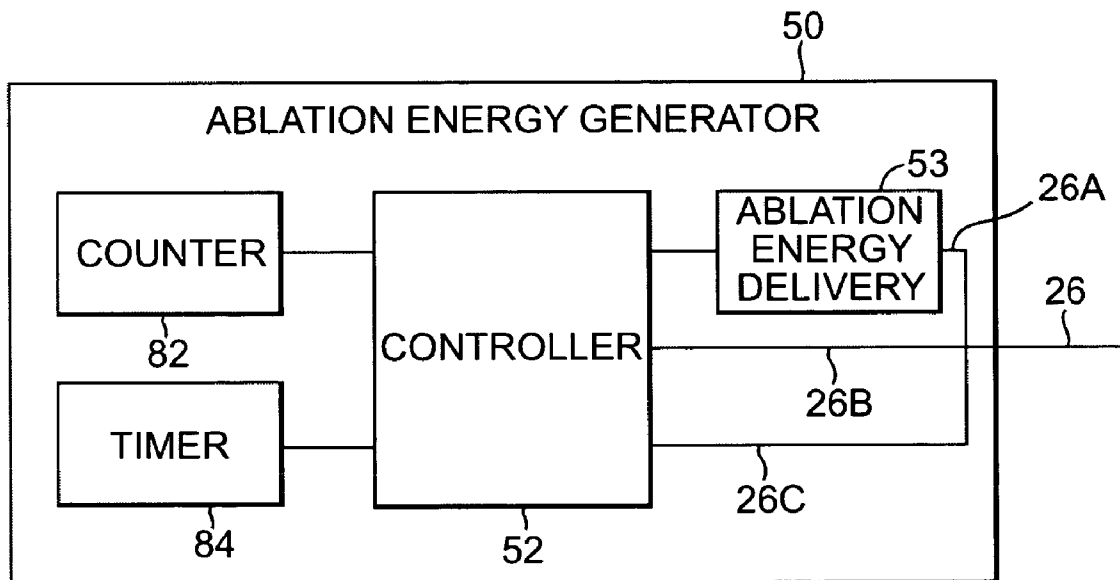 50
ABLATION ENERGY GENERATOR
53
26A
COUNTER
ABLATION
ENERGY
DELIVERY
26
82
CONTROLLER
26B
TIMER
26C
84
52